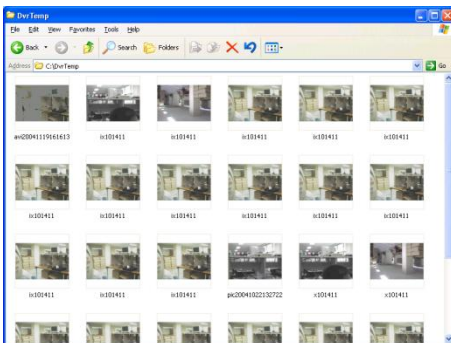 DvrTemp
File Edit View Favorites Tools Help
Back Search Folders
Address C:\DvrTemp Go
avi20041119161613 ix101411 ix101411 ix101411 ix101411 ix101411
ix101411 ix101411 ix101411 ix101411 ix101411 ix101411
ix101411 ix101411 ix101411 pic20041022132722 x101411 x101411